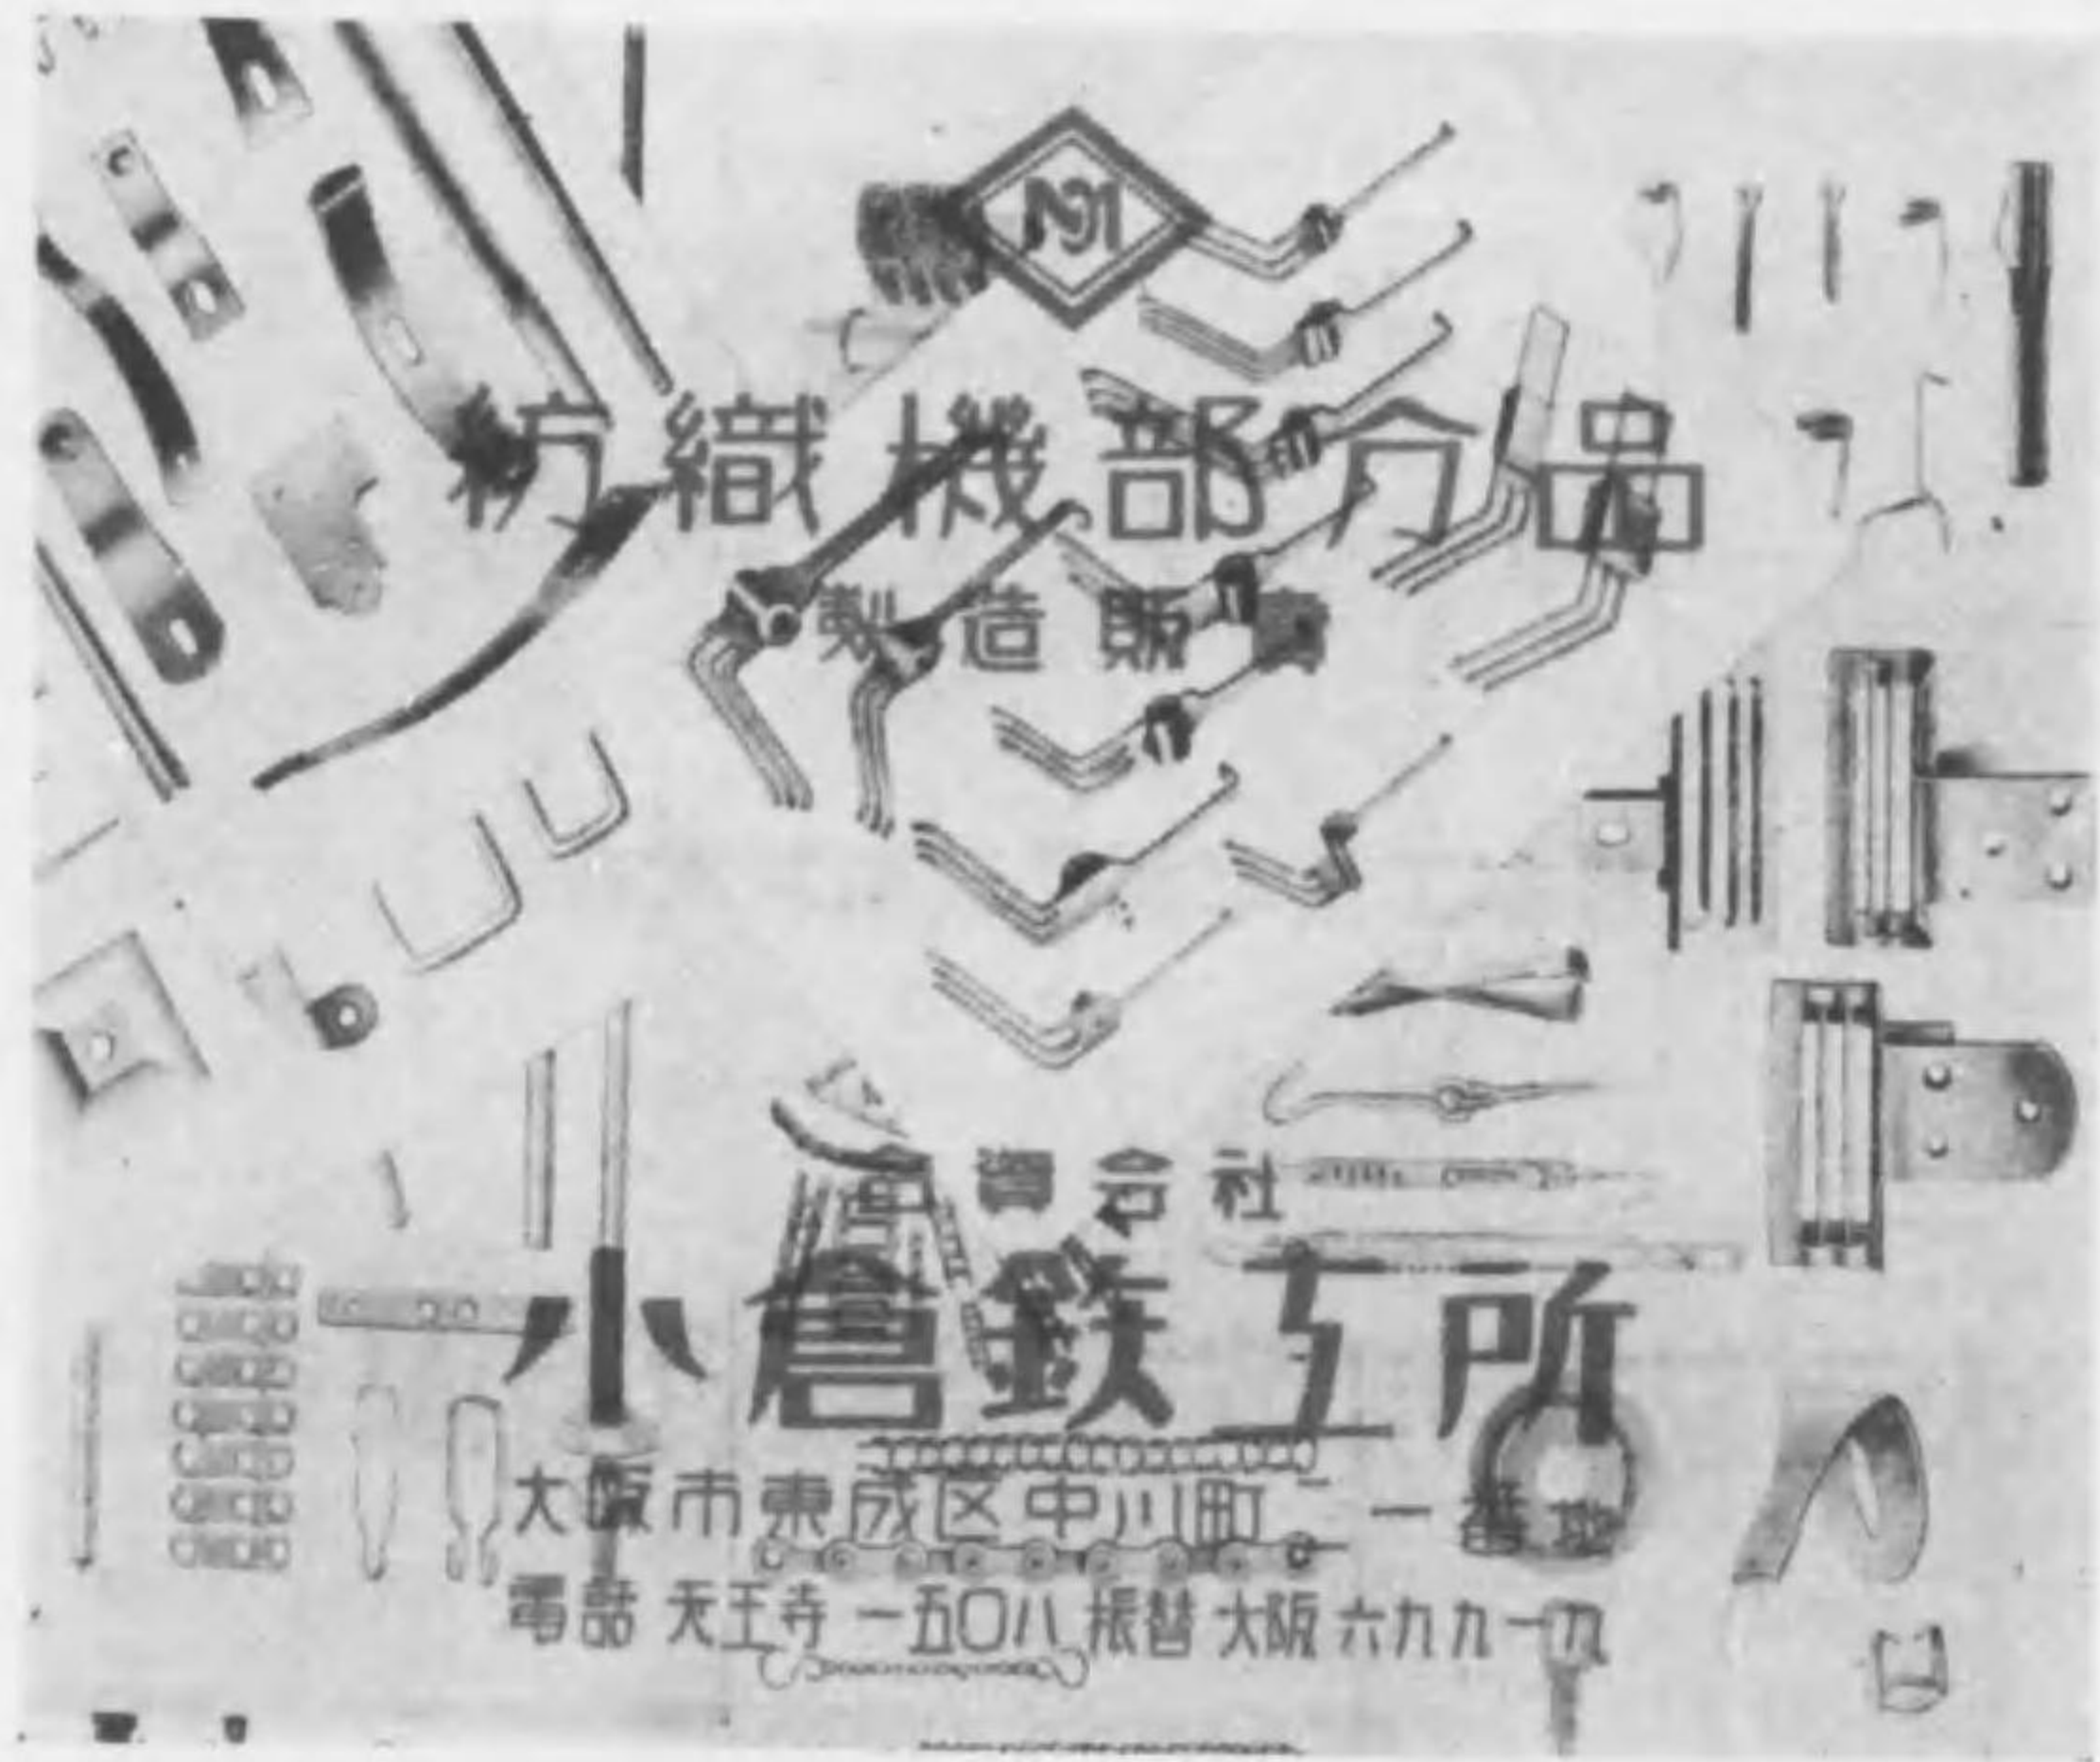 紡織機部分品
製造販売
合資会社
小倉鉄工所
大阪市東成区中川町一番地
電話 天王寺 一五〇八 振替 大阪 六九九一九